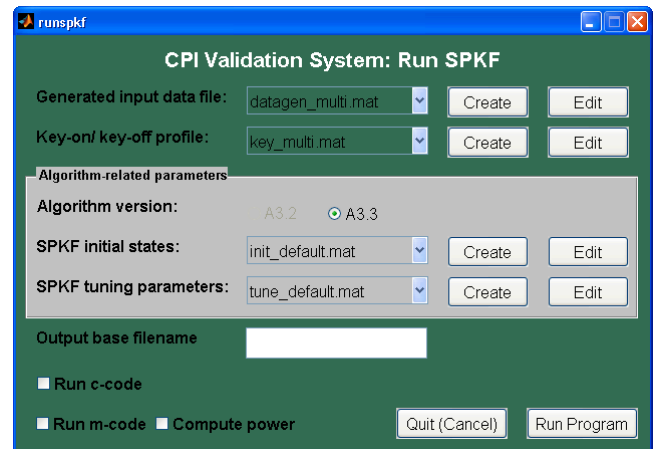 runspkf
CPI Validation System: Run SPKF
Generated input data file: datagen_multi.mat Create Edit
Key-on/ key-off profile: key_multi.mat Create Edit
Algorithm-related parameters
Algorithm version: A3.2 A3.3
SPKF initial states: init_default.mat Create Edit
SPKF tuning parameters: tune_default.mat Create Edit
Output base filename
Run c-code
Run m-code Compute power Quit (Cancel) Run Program